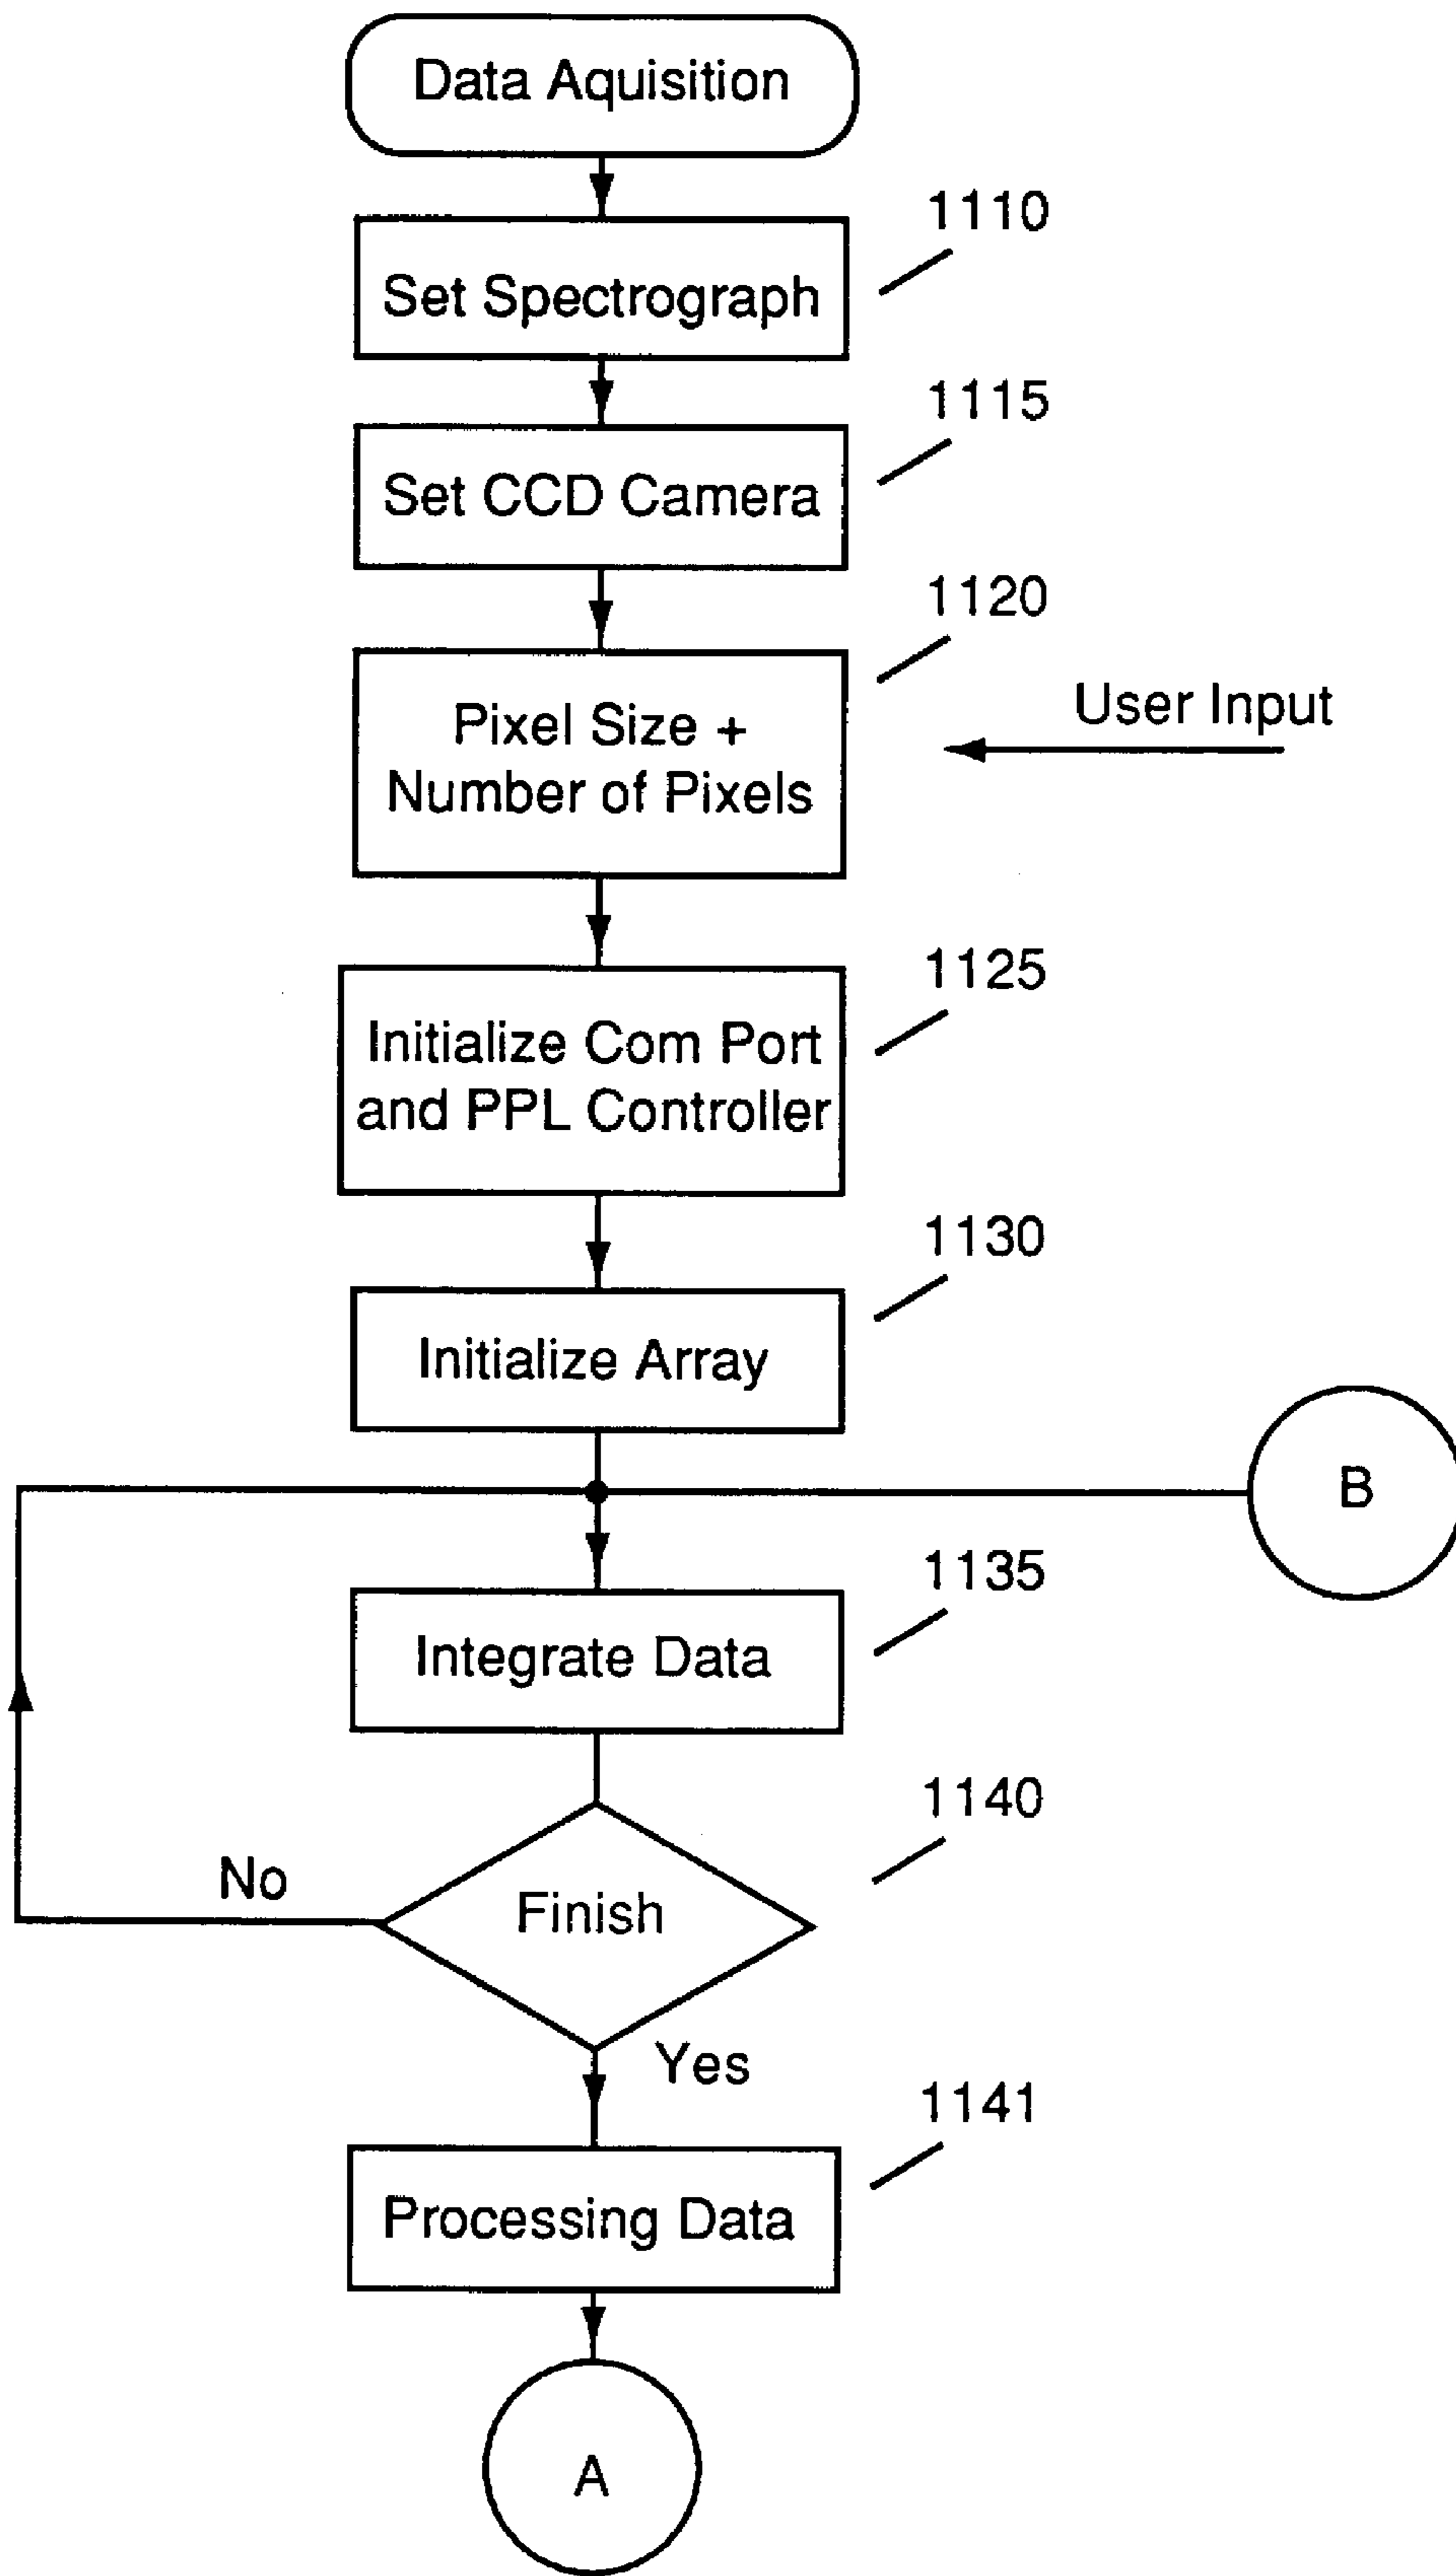 Data Aquisition
1110
Set Spectrograph
1115
Set CCD Camera
1120
Pixel Size +
Number of Pixels
User Input
1125
Initialize Com Port
and PPL Controller
1130
Initialize Array
B
1135
Integrate Data
1140
No
Finish
Yes
1141
Processing Data
A